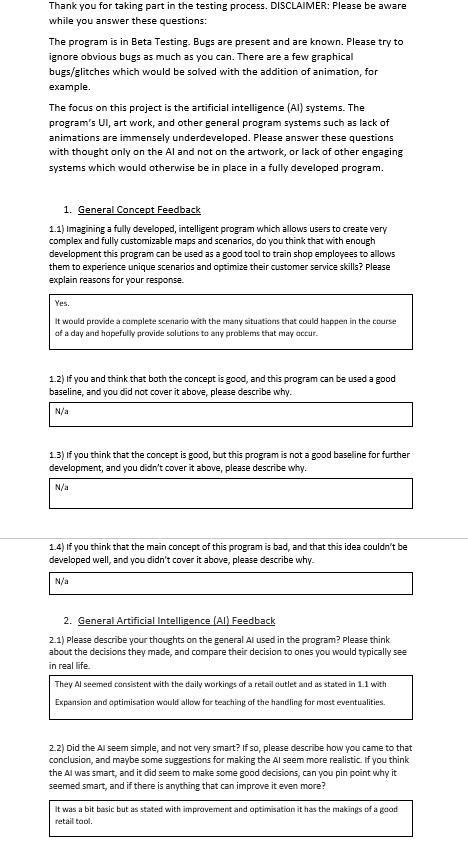 Thank you for taking part in the testing process. DISCLAIMER: Please be aware
while you answer these questions:
The program is in Beta Testing. Bugs are present and are known. Please try to
ignore obvious bugs as much as you can. There are a few graphical
bugs/glitches which would be solved with the addition of animation, for
example.
The focus on this project is the artificial intelligence (AI) systems. The
program's UI, art work, and other general program systems such as lack of
animations are immensely underdeveloped. Please answer these questions
with thought only on the AI and not on the artwork, or lack of other engaging
systems which would otherwise be in place in a fully developed program.
1. General Concept Feedback
1.1) Imagining a fully developed, intelligent program which allows users to create very
complex and fully customizable maps and scenarios, do you think that with enough
development this program can be used as a good tool to train shop employees to allows
them to experience unique scenarios and optimize their customer service skills? Please
explain reasons for your response.
Yes.
It would provide a complete scenario with the many situations that could happen in the course
of a day and hopefully provide solutions to any problems that may occur.
1.2) If you and think that both the concept is good, and this program can be used a good
baseline, and you did not cover it above, please describe why.
N/a
1.3) If you think that the concept is good, but this program is not a good baseline for further
development, and you didn't cover it above, please describe why.
N/a
1.4) If you think that the main concept of this program is bad, and that this idea couldn't be
developed well, and you didn't cover it above, please describe why.
N/a
2. General Artificial Intelligence (AI) Feedback
2.1) Please describe your thoughts on the general AI used in the program? Please think
about the decisions they made, and compare their decision to ones you would typically see
in real life.
They AI seemed consistent with the daily workings of a retail outlet and as stated in 1.1 with
Expansion and optimisation would allow for teaching of the handling for most eventualities.
2.2) Did the AI seem simple, and not very smart? If so, please describe how you came to that
conclusion, and maybe some suggestions for making the AI seem more realistic. If you think
the AI was smart, and it did seem to make some good decisions, can you pin point why it
seemed smart, and if there is anything that can improve it even more?
It was a bit basic but as stated with improvement and optimisation it has the makings of a good
retail tool.